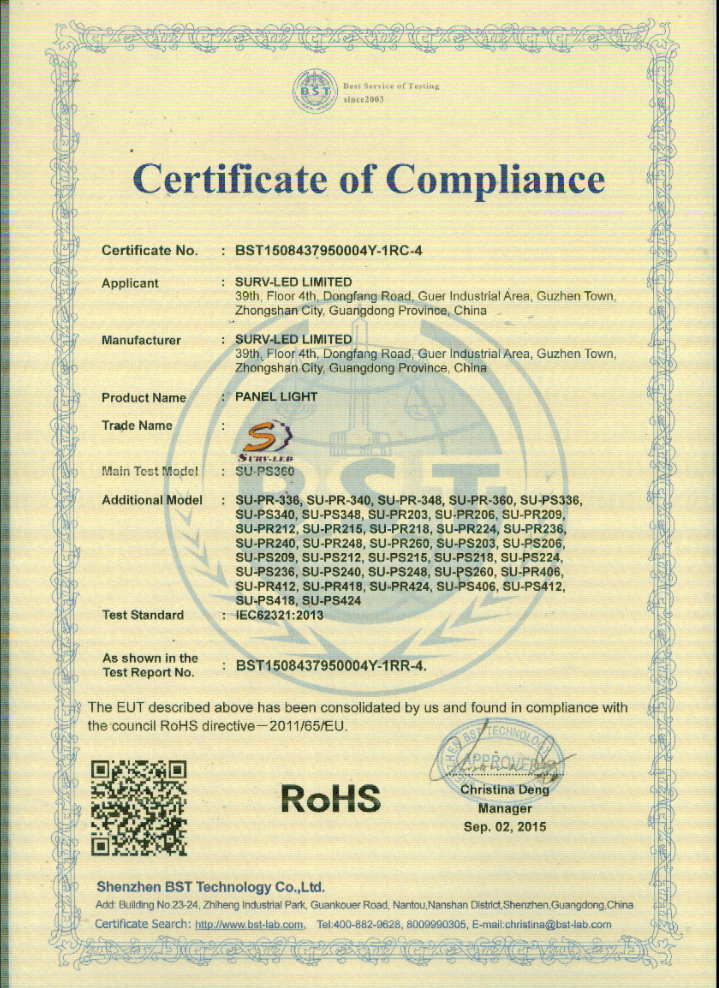 BST
Best Service of Testing
since2003
Certificate of Compliance
Certificate No. : BST1508437950004Y-1RC-4
Applicant : SURV-LED LIMITED
39th, Floor 4th, Dongfang Road, Guer Industrial Area, Guzhen Town,
Zhongshan City, Guangdong Province, China
Manufacturer : SURV-LED LIMITED
39th, Floor 4th, Dongfang Road, Guer Industrial Area, Guzhen Town,
Zhongshan City, Guangdong Province, China
Product Name : PANEL LIGHT
Trade Name :
S
SURV-LED
Main Test Model : SU-PS360
Additional Model : SU-PR-336, SU-PR-340, SU-PR-348, SU-PR-360, SU-PS336,
SU-PS340, SU-PS348, SU-PR203, SU-PR206, SU-PR209,
SU-PR212, SU-PR215, SU-PR218, SU-PR224, SU-PR236,
SU-PR240, SU-PR248, SU-PR260, SU-PS203, SU-PS206,
SU-PS209, SU-PS212, SU-PS215, SU-PS218, SU-PS224,
SU-PS236, SU-PS240, SU-PS248, SU-PS260, SU-PR406,
SU-PR412, SU-PR418, SU-PR424, SU-PS406, SU-PS412,
SU-PS418, SU-PS424
BST
Test Standard : IEC62321:2013
As shown in the
Test Report No. : BST1508437950004Y-1RR-4.
The EUT described above has been consolidated by us and found in compliance with
the council RoHS directive—2011/65/EU.
BST TECHNOLOGY
APPROVED
RoHS
Christina Deng
Manager
Sep. 02, 2015
Shenzhen BST Technology Co.,Ltd.
Add: Building No.23-24, Zhiheng Industrial Park, Guankouer Road, Nantou,Nanshan District,Shenzhen,Guangdong,China
Certificate Search: http://www.bst-lab.com, Tel:400-882-9628, 8009990305, E-mail:christina@bst-lab.com